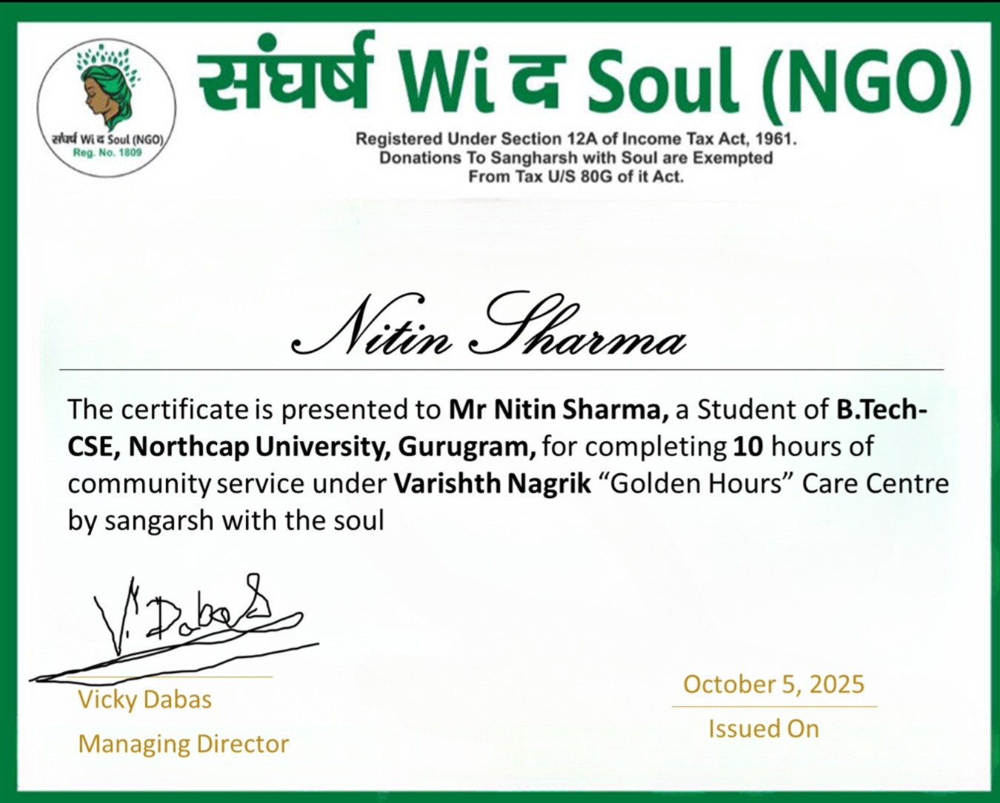 संघर्ष Wi द Soul (NGO)
संघर्ष Wi द Soul (NGO)
Reg. No. 1809
Registered Under Section 12A of Income Tax Act, 1961.
Donations To Sangharsh with Soul are Exempted
From Tax U/S 80G of it Act.
Nitin Sharma
The certificate is presented to Mr Nitin Sharma, a Student of B.Tech-
CSE, Northcap University, Gurugram, for completing 10 hours of
community service under Varishth Nagrik “Golden Hours” Care Centre
by sangarsh with the soul
V. Dabas
Vicky Dabas
Managing Director
October 5, 2025
Issued On